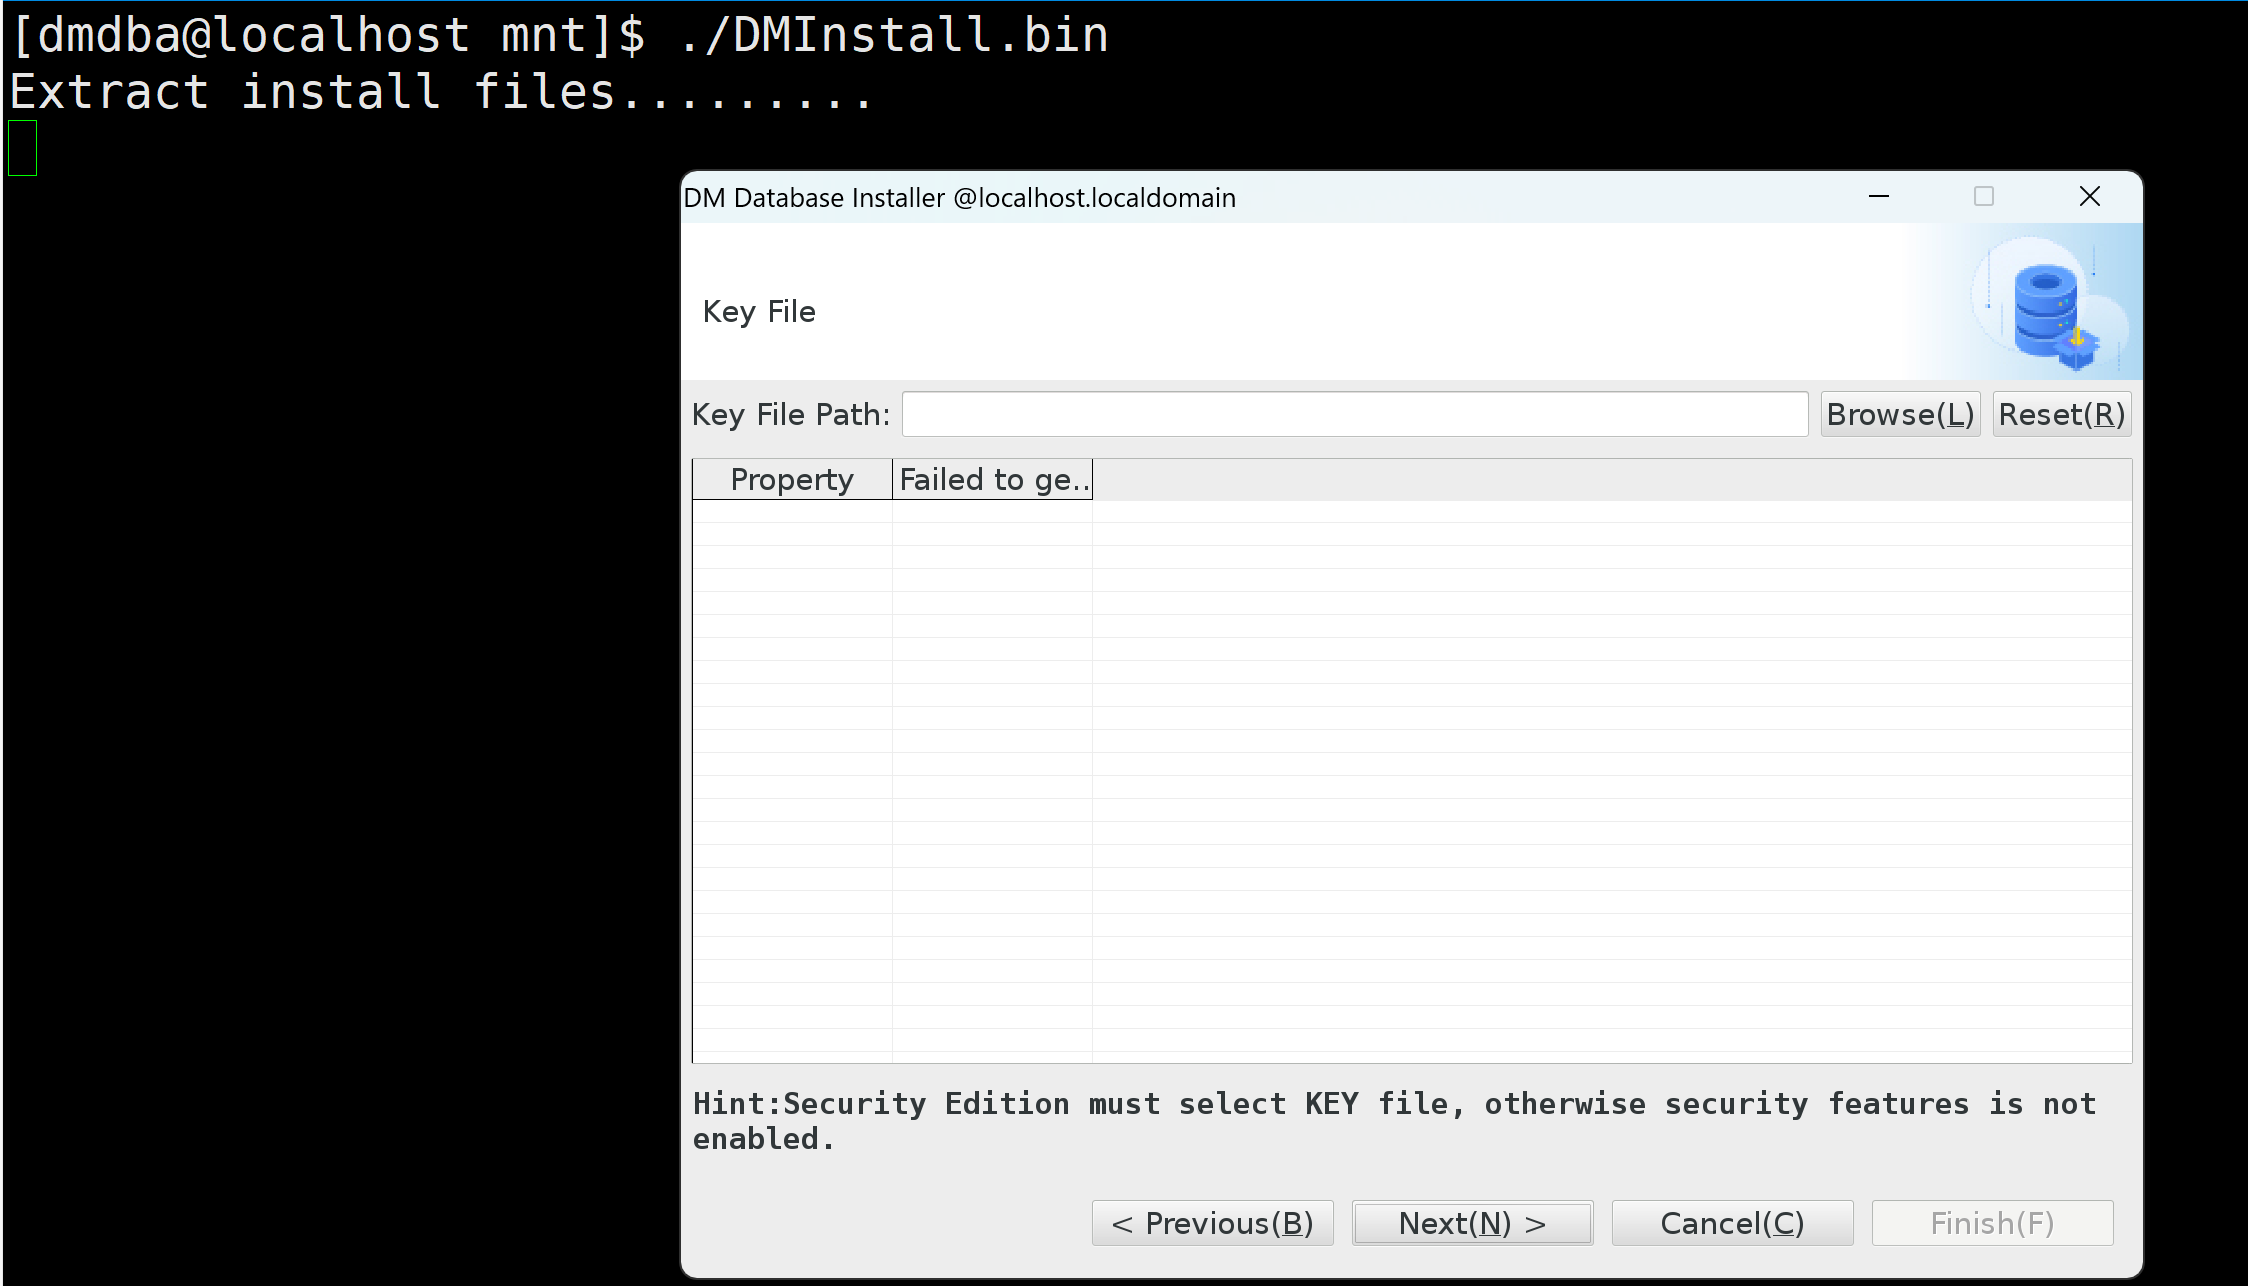 [dmdba@localhost mnt]$ ./DMInstall.bin
Extract install files.........
DM Database Installer @localhost.localdomain
Key File
Key File Path: Browse(L) Reset(R)
Property Failed to ge..
Hint:Security Edition must select KEY file, otherwise security features is not
enabled.
< Previous(B) Next(N) > Cancel(C) Finish(F)